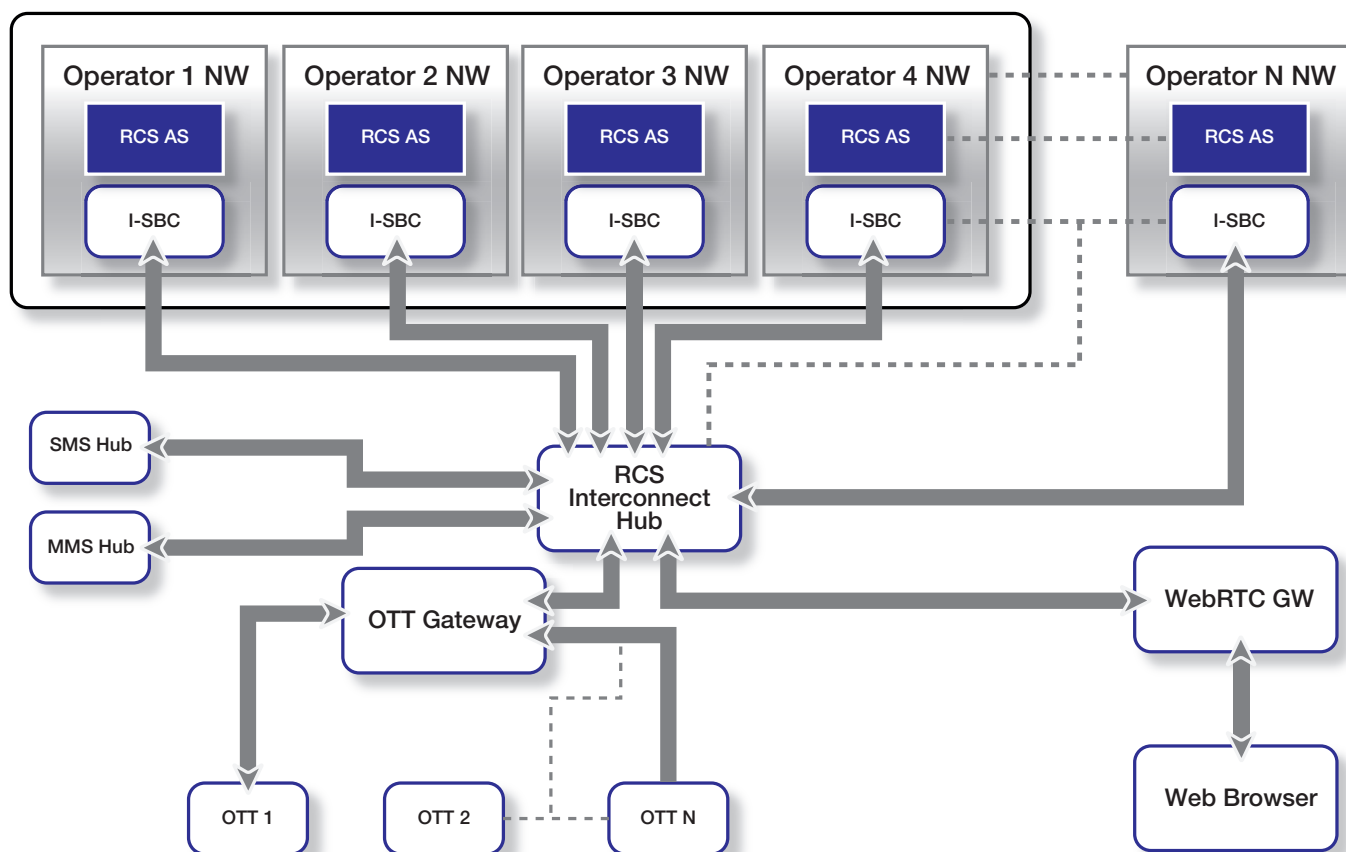 Operator 1 NW
Operator 2 NW
Operator 3 NW
Operator 4 NW
Operator N NW
RCS AS
RCS AS
RCS AS
RCS AS
RCS AS
I-SBC
I-SBC
I-SBC
I-SBC
I-SBC
SMS Hub
RCS
Interconnect
Hub
MMS Hub
OTT Gateway
WebRTC GW
OTT 1
OTT 2
OTT N
Web Browser